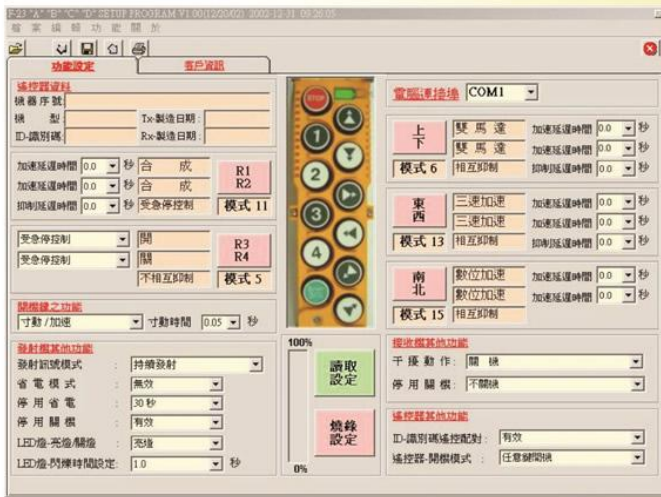 F-23 "A" "B" "C" "D" SETUP PROGRAM V1.00(12/20/02) 2002-12-31 09:26:05
檔案 編輯 功能 關於
功能設定 客戶資訊
遙控器資料
機器序號:
機 型: Tx-製造日期:
ID-識別碼: Rx-製造日期:
加速延遲時間 0.0 秒 合 成
加速延遲時間 0.0 秒 合 成
抑制延遲時間 0.0 秒 受急停控制
R1
R2
模式 11
受急停控制 開
受急停控制 關
不相互抑制
R3
R4
模式 5
開機鍵之功能
寸動/加速 寸動時間 0.05 秒
發射機其他功能
發射訊號模式 : 持續發射
省電模式 : 無效
停用省電 : 30 秒
停用關機 : 有效
LED燈-亮燈/關燈 : 亮燈
LED燈-閃爍時間設定: 1.0 秒
STOP
1
2
3
4
100%
0%
讀取
設定
燒錄
設定
電腦連接埠 COM1
上
下
模式 6
雙馬達 加速延遲時間 0.0 秒
雙馬達 加速延遲時間 0.0 秒
相互抑制 抑制延遲時間 0.0 秒
東
西
模式 13
三速加速 加速延遲時間 0.0 秒
三速加速 加速延遲時間 0.0 秒
相互抑制 抑制延遲時間 0.0 秒
南
北
模式 15
數位加速 加速延遲時間 0.0 秒
數位加速 加速延遲時間 0.0 秒
相互抑制
接收機其他功能
干擾動作: 關 機
停用關機: 不關機
遙控器其他功能
ID-識別碼遙控配對: 有效
遙控器-開機模式 : 任意鍵開機